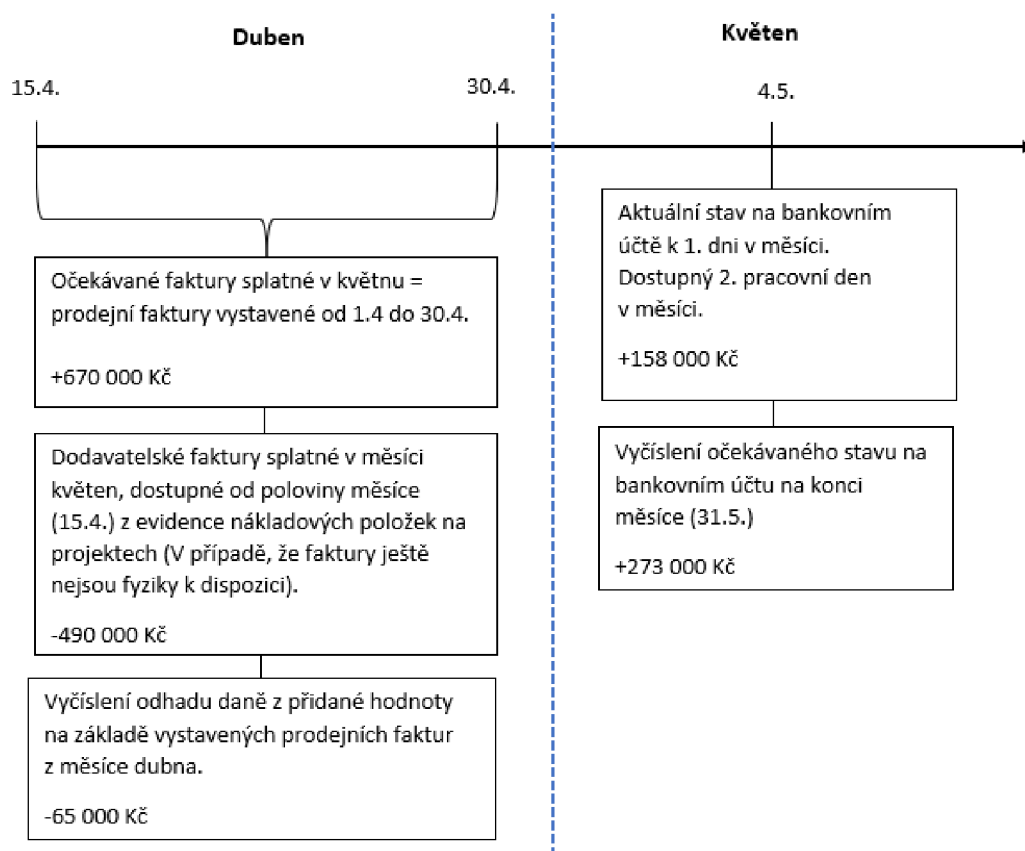 Duben
Květen
15.4.
30.4.
4.5.
Očekávané faktury splatné v květnu =
prodejní faktury vystavené od 1.4 do 30.4.
+670 000 Kč
Dodavatelské faktury splatné v měsíci
květen, dostupné od poloviny měsíce
(15.4.) z evidence nákladových položek na
projektech (V případě, že faktury ještě
nejsou fyziky k dispozici).
-490 000 Kč
Vyčíslení odhadu daně z přidané hodnoty
na základě vystavených prodejních faktur
z měsíce dubna.
-65 000 Kč
Aktuální stav na bankovním
účtě k 1. dni v měsíci.
Dostupný 2. pracovní den
v měsíci.
+158 000 Kč
Vyčíslení očekávaného stavu na
bankovním účtu na konci
měsíce (31.5.)
+273 000 Kč